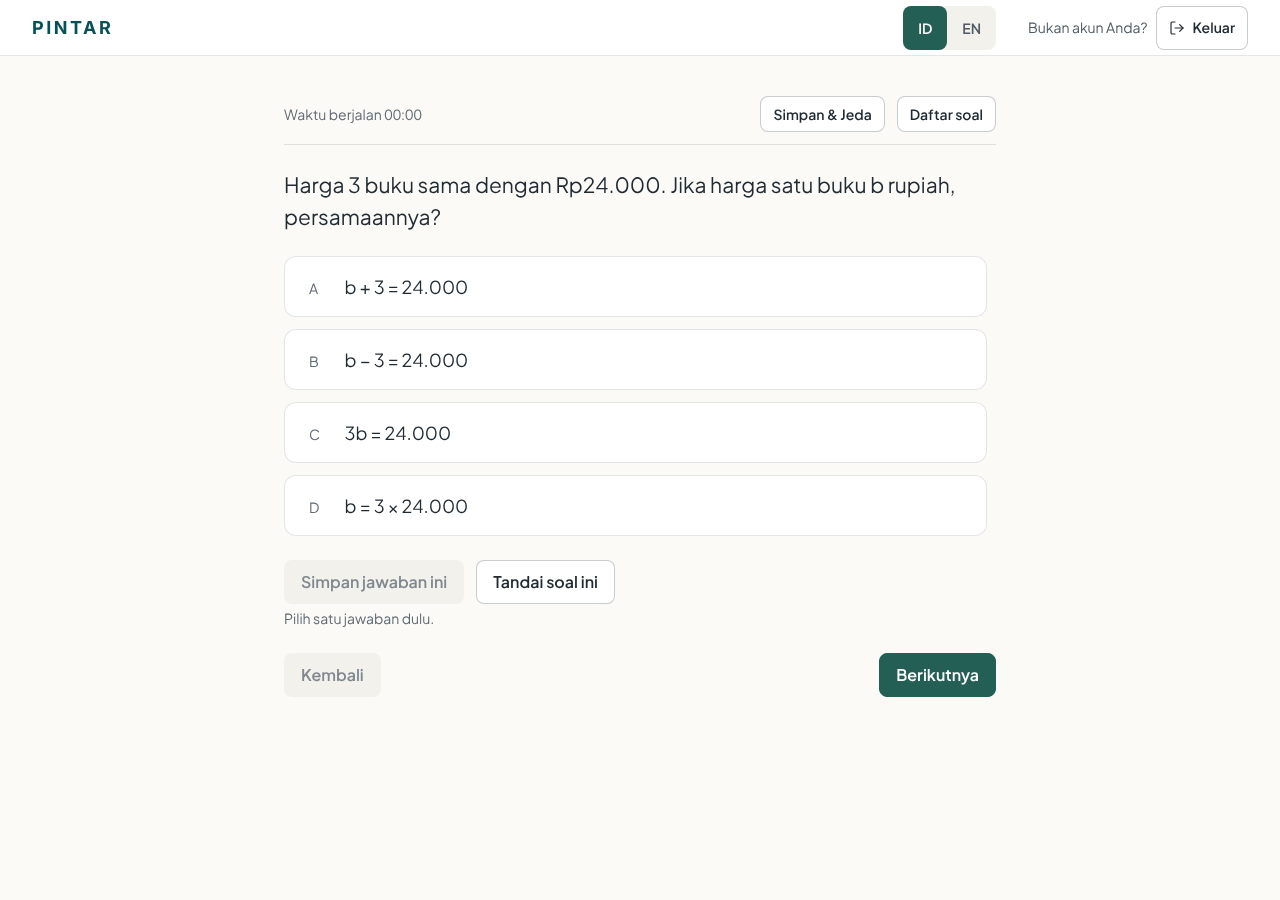 PINTAR
ID
EN
Bukan akun Anda?
Keluar
Waktu berjalan 00:00
Simpan & Jeda
Daftar soal
Harga 3 buku sama dengan Rp24.000. Jika harga satu buku b rupiah,
persamaannya?
A b + 3 = 24.000
B b − 3 = 24.000
C 3b = 24.000
D b = 3 × 24.000
Simpan jawaban ini
Tandai soal ini
Pilih satu jawaban dulu.
Kembali
Berikutnya